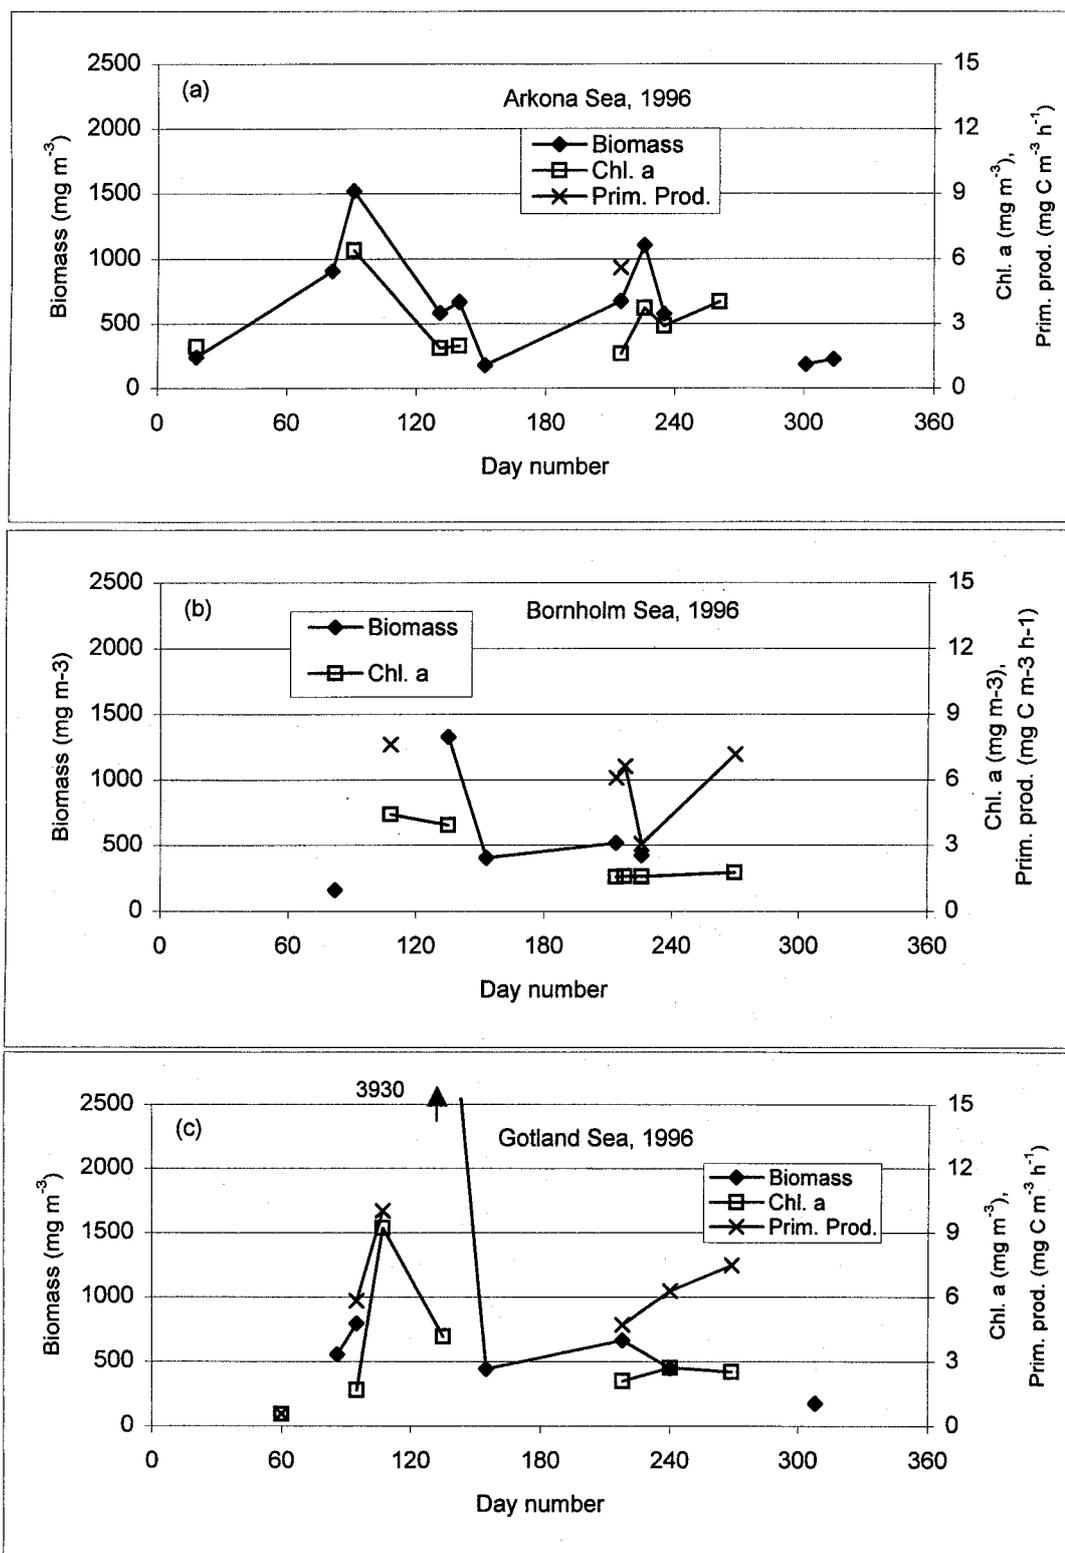 (a)
Arkona Sea, 1996
Biomass
Chl. a
Prim. Prod.
2500
2000
1500
1000
500
0
Biomass (mg m-3)
15
12
9
6
3
0
Chl. a (mg m-3),
Prim. prod. (mg C m-3 h-1)
0 60 120 180 240 300 360
Day number
(b)
Bornholm Sea, 1996
Biomass
Chl. a
2500
2000
1500
1000
500
0
Biomass (mg m-3)
15
12
9
6
3
0
Chl. a (mg m-3),
Prim. prod. (mg C m-3 h-1)
0 60 120 180 240 300 360
Day number
3930
(c)
Gotland Sea, 1996
Biomass
Chl. a
Prim. Prod.
2500
2000
1500
1000
500
0
Biomass (mg m-3)
15
12
9
6
3
0
Chl. a (mg m-3),
Prim. prod. (mg C m-3 h-1)
0 60 120 180 240 300 360
Day number